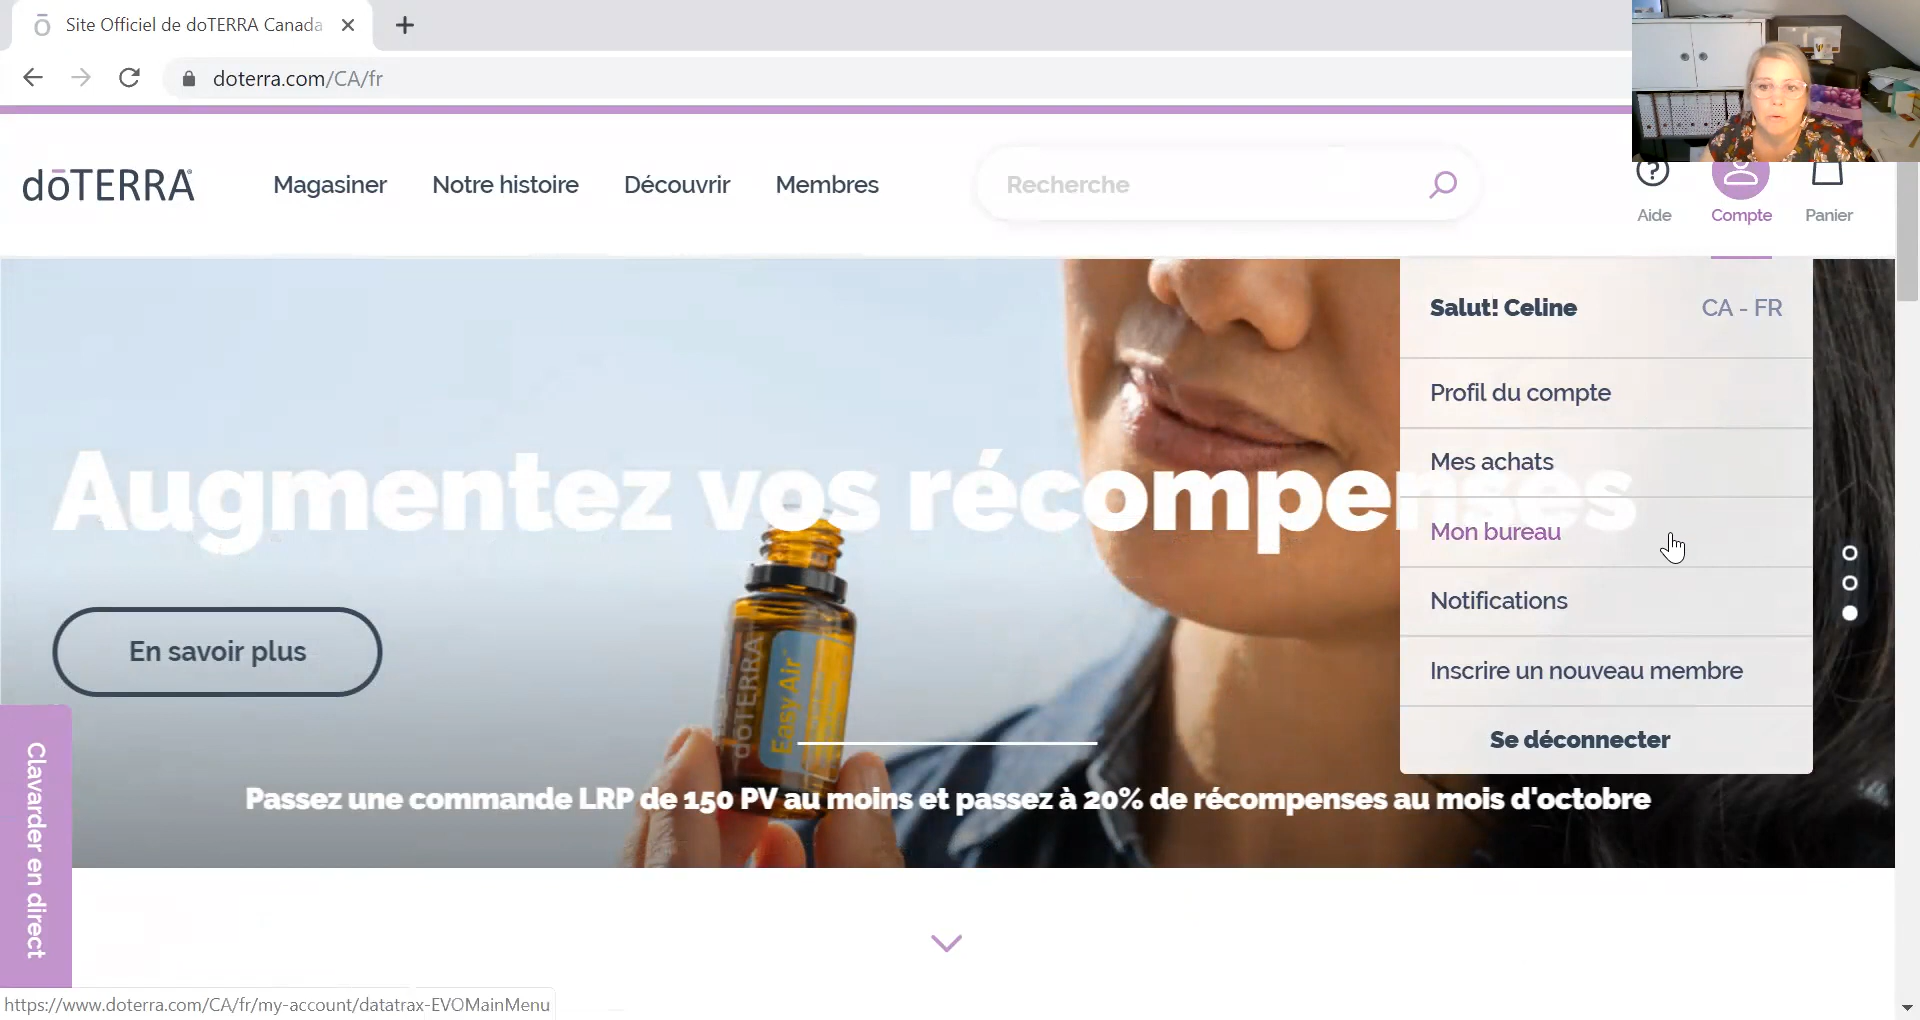 Site Officiel de doTERRA Canada
doterra.com/CA/fr
dōTERRA
Magasiner
Notre histoire
Découvrir
Membres
Recherche
Aide
Compte
Panier
Salut! Celine
CA - FR
Profil du compte
Mes achats
Mon bureau
Notifications
Inscrire un nouveau membre
Se déconnecter
Augmentez vos récompenses
En savoir plus
dōTERRA
Easy Air™
Passez une commande LRP de 150 PV au moins et passez à 20% de récompenses au mois d'octobre
Clavarder en direct
https://www.doterra.com/CA/fr/my-account/datatrax-EVOMainMenu